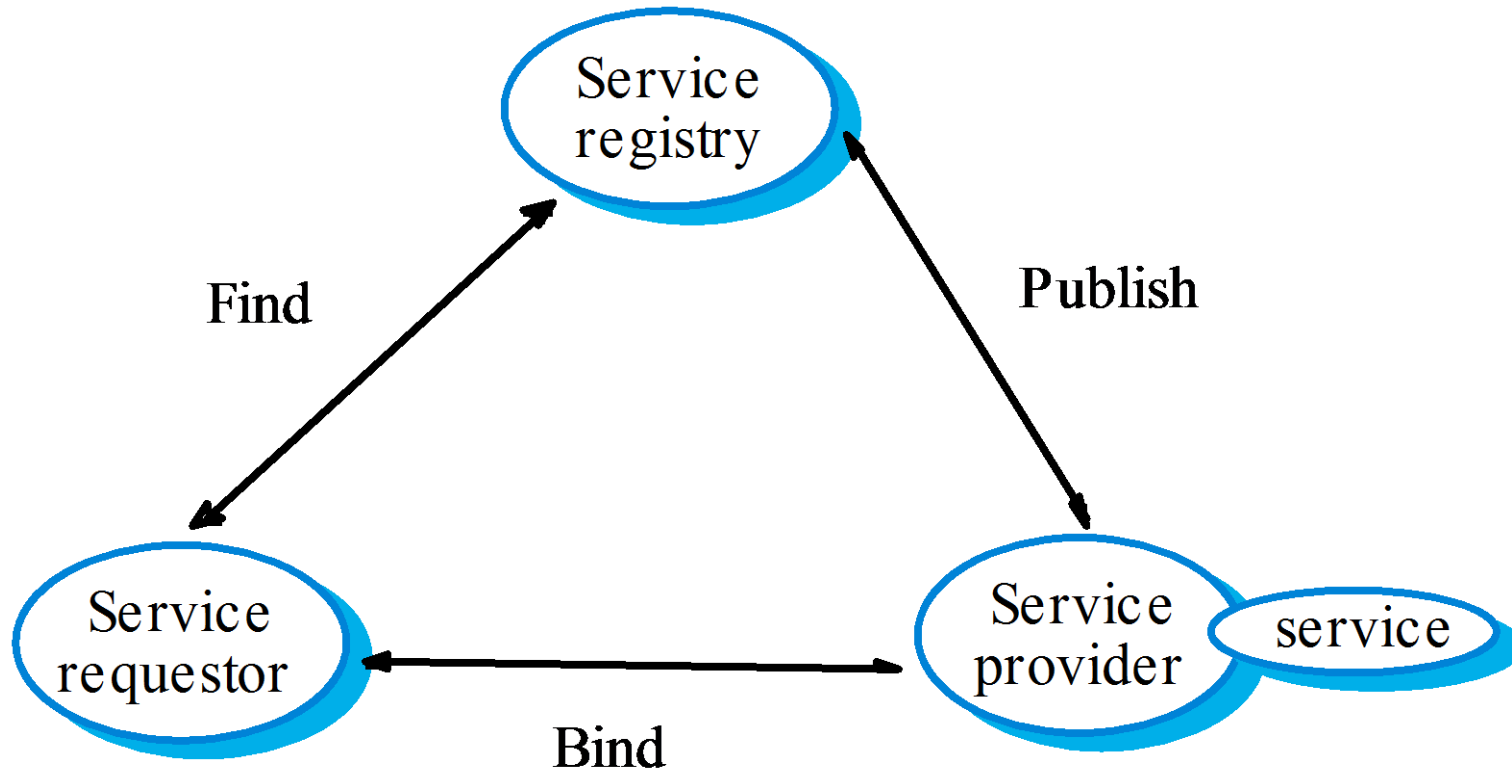 Service
registry
Find
Publish
Service
requestor
Service
provider
service
Bind